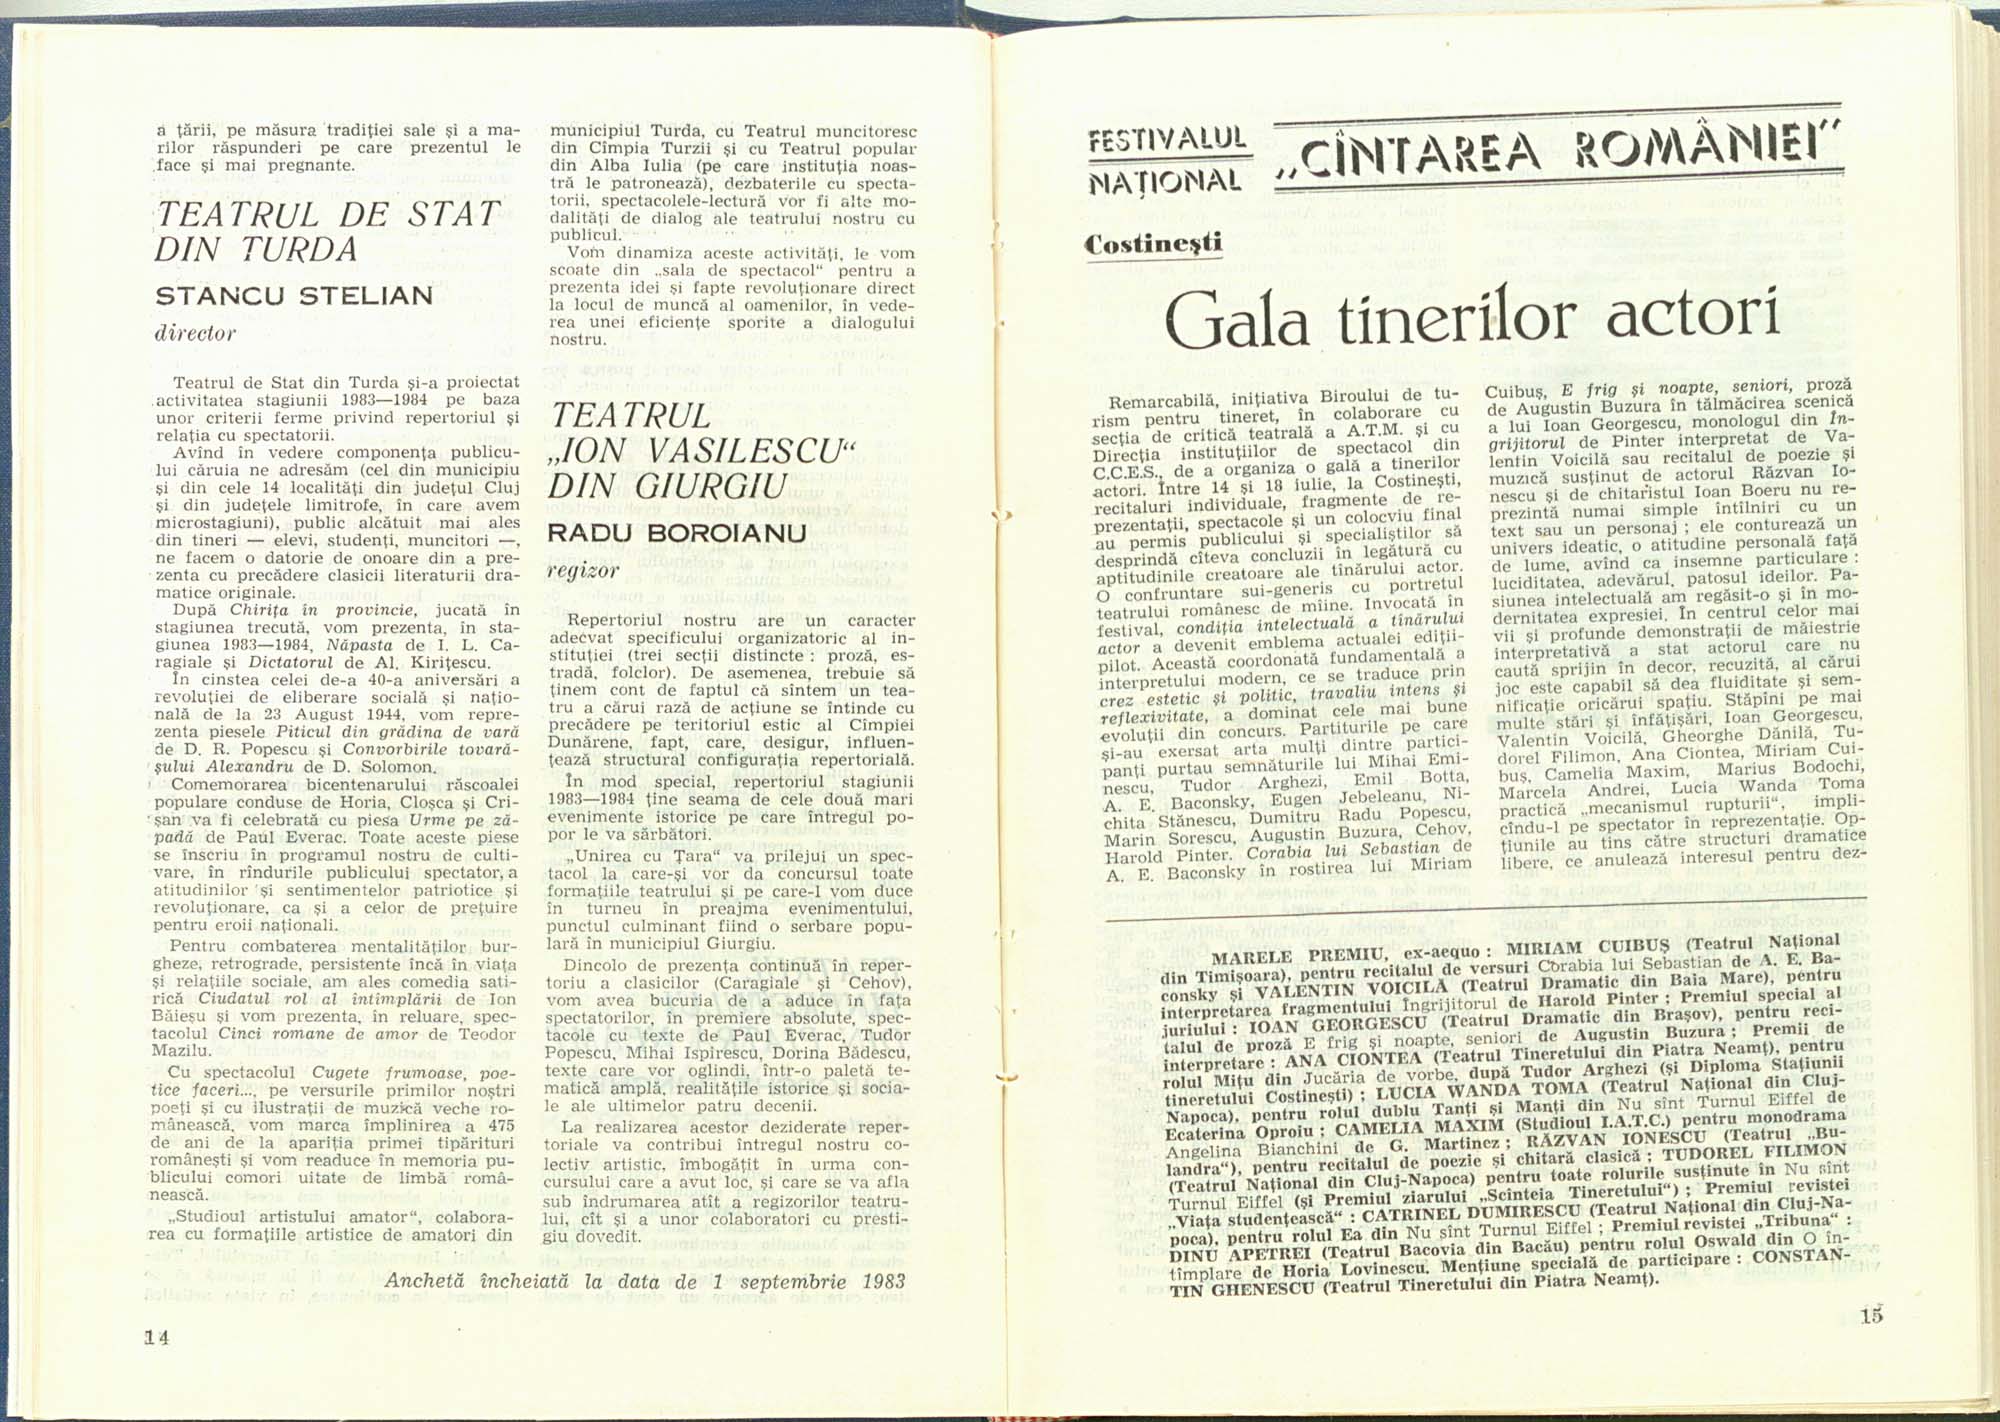 a țării, pe măsura tradiției sale și a ma-
rilor răspunderi pe care prezentul le
face și mai pregnante.
TEATRUL DE STAT
DIN TURDA
STANCU STELIAN
director
Teatrul de Stat din Turda și-a proiectat
activitatea stagiunii 1983—1984 pe baza
unor criterii ferme privind repertoriul și
relația cu spectatorii.
Avînd în vedere componența publicu-
lui căruia ne adresăm (cel din municipiu
și din cele 14 localități din județul Cluj
și din județele limitrofe, în care avem
microstagiuni), public alcătuit mai ales
din tineri — elevi, studenți, muncitori —,
ne facem o datorie de onoare din a pre-
zenta cu precădere clasicii literaturii dra-
matice originale.
După Chirița în provincie, jucată în
stagiunea trecută, vom prezenta, în sta-
giunea 1983—1984, Năpasta de I. L. Ca-
ragiale și Dictatorul de Al. Kirițescu.
În cinstea celei de-a 40-a aniversări a
revoluției de eliberare socială și națio-
nală de la 23 August 1944, vom repre-
zenta piesele Piticul din grădina de vară
de D. R. Popescu și Convorbirile tovară-
șului Alexandru de D. Solomon.
Comemorarea bicentenarului răscoalei
populare conduse de Horia, Cloșca și Cri-
șan va fi celebrată cu piesa Urme pe ză-
padă de Paul Everac. Toate aceste piese
se înscriu în programul nostru de culti-
vare, în rîndurile publicului spectator, a
atitudinilor și sentimentelor patriotice și
revoluționare, ca și a celor de prețuire
pentru eroii naționali.
Pentru combaterea mentalităților bur-
gheze, retrograde, persistente încă în viața
și relațiile sociale, am ales comedia sati-
rică Ciudatul rol al întîmplării de Ion
Băieșu și vom prezenta, în reluare, spec-
tacolul Cinci romane de amor de Teodor
Mazilu.
Cu spectacolul Cugete frumoase, poe-
tice faceri..., pe versurile primilor noștri
poeți și cu ilustrații de muzică veche ro-
mânească, vom marca împlinirea a 475
de ani de la apariția primei tipărituri
românești și vom readuce în memoria pu-
blicului comori uitate de limbă româ-
nească.
„Studioul artistului amator“, colabora-
rea cu formațiile artistice de amatori din
municipiul Turda, cu Teatrul muncitoresc
din Cîmpia Turzii și cu Teatrul popular
din Alba Iulia (pe care instituția noas-
tră le patronează), dezbaterile cu specta-
torii, spectacolele-lectură vor fi alte mo-
dalități de dialog ale teatrului nostru cu
publicul.
Vom dinamiza aceste activități, le vom
scoate din „sala de spectacol“ pentru a
prezenta idei și fapte revoluționare direct
la locul de muncă al oamenilor, în vede-
rea unei eficiențe sporite a dialogului
nostru.
TEATRUL
„ION VASILESCU“
DIN GIURGIU
RADU BOROIANU
regizor
Repertoriul nostru are un caracter
adecvat specificului organizatoric al in-
stituției (trei secții distincte : proză, es-
tradă, folclor). De asemenea, trebuie să
ținem cont de faptul că sîntem un tea-
tru a cărui rază de acțiune se întinde cu
precădere pe teritoriul estic al Cîmpiei
Dunărene, fapt, care, desigur, influen-
țează structural configurația repertorială.
În mod special, repertoriul stagiunii
1983—1984 ține seama de cele două mari
evenimente istorice pe care întregul po-
por le va sărbători.
„Unirea cu Țara“ va prilejui un spec-
tacol la care-și vor da concursul toate
formațiile teatrului și pe care-l vom duce
în turneu în preajma evenimentului,
punctul culminant fiind o serbare popu-
lară în municipiul Giurgiu.
Dincolo de prezența continuă în reper-
toriu a clasicilor (Caragiale și Cehov),
vom avea bucuria de a aduce în fața
spectatorilor, în premiere absolute, spec-
tacole cu texte de Paul Everac, Tudor
Popescu, Mihai Ispirescu, Dorina Bădescu,
texte care vor oglindi, într-o paletă te-
matică amplă, realitățile istorice și socia-
le ale ultimelor patru decenii.
La realizarea acestor deziderate reper-
toriale va contribui întregul nostru co-
lectiv artistic, îmbogățit în urma con-
cursului care a avut loc, și care se va afla
sub îndrumarea atît a regizorilor teatru-
lui, cît și a unor colaboratori cu presti-
giu dovedit.
Anchetă încheiată la data de 1 septembrie 1983
14
FESTIVALUL
NAȚIONAL
„CÎNTAREA ROMÂNIEI“
Costinești
Gala tinerilor actori
Remarcabilă, inițiativa Biroului de tu-
rism pentru tineret, în colaborare cu
secția de critică teatrală a A.T.M. și cu
Direcția instituțiilor de spectacol din
C.C.E.S., de a organiza o gală a tinerilor
actori. Între 14 și 18 iulie, la Costinești,
recitaluri individuale, fragmente de re-
prezentații, spectacole și un colocviu final
au permis publicului și specialiștilor să
desprindă cîteva concluzii în legătură cu
aptitudinile creatoare ale tînărului actor.
O confruntare sui-generis cu portretul
teatrului românesc de mîine. Invocată în
festival, condiția intelectuală a tînărului
actor a devenit emblema actualei ediții-
pilot. Această coordonată fundamentală a
interpretului modern, ce se traduce prin
crez estetic și politic, travaliu intens și
reflexivitate, a dominat cele mai bune
evoluții din concurs. Partiturile pe care
și-au exersat arta mulți dintre partici-
panți purtau semnăturile lui Mihai Emi-
nescu, Tudor Arghezi, Emil Botta,
A. E. Baconsky, Eugen Jebeleanu, Ni-
chita Stănescu, Dumitru Radu Popescu,
Marin Sorescu, Augustin Buzura, Cehov,
Harold Pinter. Corabia lui Sebastian de
A. E. Baconsky în rostirea lui Miriam
Cuibuș, E frig și noapte, seniori, proză
de Augustin Buzura în tălmăcirea scenică
a lui Ioan Georgescu, monologul din În-
grijitorul de Pinter interpretat de Va-
lentin Voicilă sau recitalul de poezie și
muzică susținut de actorul Răzvan Io-
nescu și de chitaristul Ioan Boeru nu re-
prezintă numai simple întîlniri cu un
text sau un personaj ; ele conturează un
univers ideatic, o atitudine personală față
de lume, avînd ca însemne particulare :
luciditatea, adevărul, patosul ideilor. Pa-
siunea intelectuală am regăsit-o și în mo-
dernitatea expresiei. În centrul celor mai
vii și profunde demonstrații de măiestrie
interpretativă a stat actorul care nu
caută sprijin în decor, recuzită, al cărui
joc este capabil să dea fluiditate și sem-
nificație oricărui spațiu. Stăpîni pe mai
multe stări și înfățișări, Ioan Georgescu,
Valentin Voicilă, Gheorghe Dănilă, Tu-
dorel Filimon, Ana Ciontea, Miriam Cui-
buș, Camelia Maxim, Marius Bodochi,
Marcela Andrei, Lucia Wanda Toma
practică „mecanismul rupturii“, impli-
cîndu-l pe spectator în reprezentație. Op-
țiunile au tins către structuri dramatice
libere, ce anulează interesul pentru dez-
MARELE PREMIU, ex-aequo : MIRIAM CUIBUȘ (Teatrul Național
din Timișoara), pentru recitalul de versuri Corabia lui Sebastian de A. E. Ba-
consky și VALENTIN VOICILĂ (Teatrul Dramatic din Baia Mare), pentru
interpretarea fragmentului Îngrijitorul de Harold Pinter ; Premiul special al
juriului : IOAN GEORGESCU (Teatrul Dramatic din Brașov), pentru reci-
talul de proză E frig și noapte, seniori de Augustin Buzura ; Premii de
interpretare : ANA CIONTEA (Teatrul Tineretului din Piatra Neamț), pentru
rolul Mițu din Jucăria de vorbe, după Tudor Arghezi (și Diploma Stațiunii
tineretului Costinești) ; LUCIA WANDA TOMA (Teatrul Național din Cluj-
Napoca), pentru rolul dublu Tanți și Manți din Nu sînt Turnul Eiffel de
Ecaterina Oproiu ; CAMELIA MAXIM (Studioul I.A.T.C.) pentru monodrama
Angelina Bianchini de G. Martinez ; RĂZVAN IONESCU (Teatrul „Bu-
landra“), pentru recitalul de poezie și chitară clasică ; TUDOREL FILIMON
(Teatrul Național din Cluj-Napoca) pentru toate rolurile susținute în Nu sînt
Turnul Eiffel (și Premiul ziarului „Scînteia Tineretului“) ; Premiul revistei
„Viața studențească“ : CATRINEL DUMIRESCU (Teatrul Național din Cluj-Na-
poca), pentru rolul Ea din Nu sînt Turnul Eiffel ; Premiul revistei „Tribuna“ :
DINU APETREI (Teatrul Bacovia din Bacău) pentru rolul Oswald din O în-
tîmplare de Horia Lovinescu. Mențiune specială de participare : CONSTAN-
TIN GHENESCU (Teatrul Tineretului din Piatra Neamț).
15